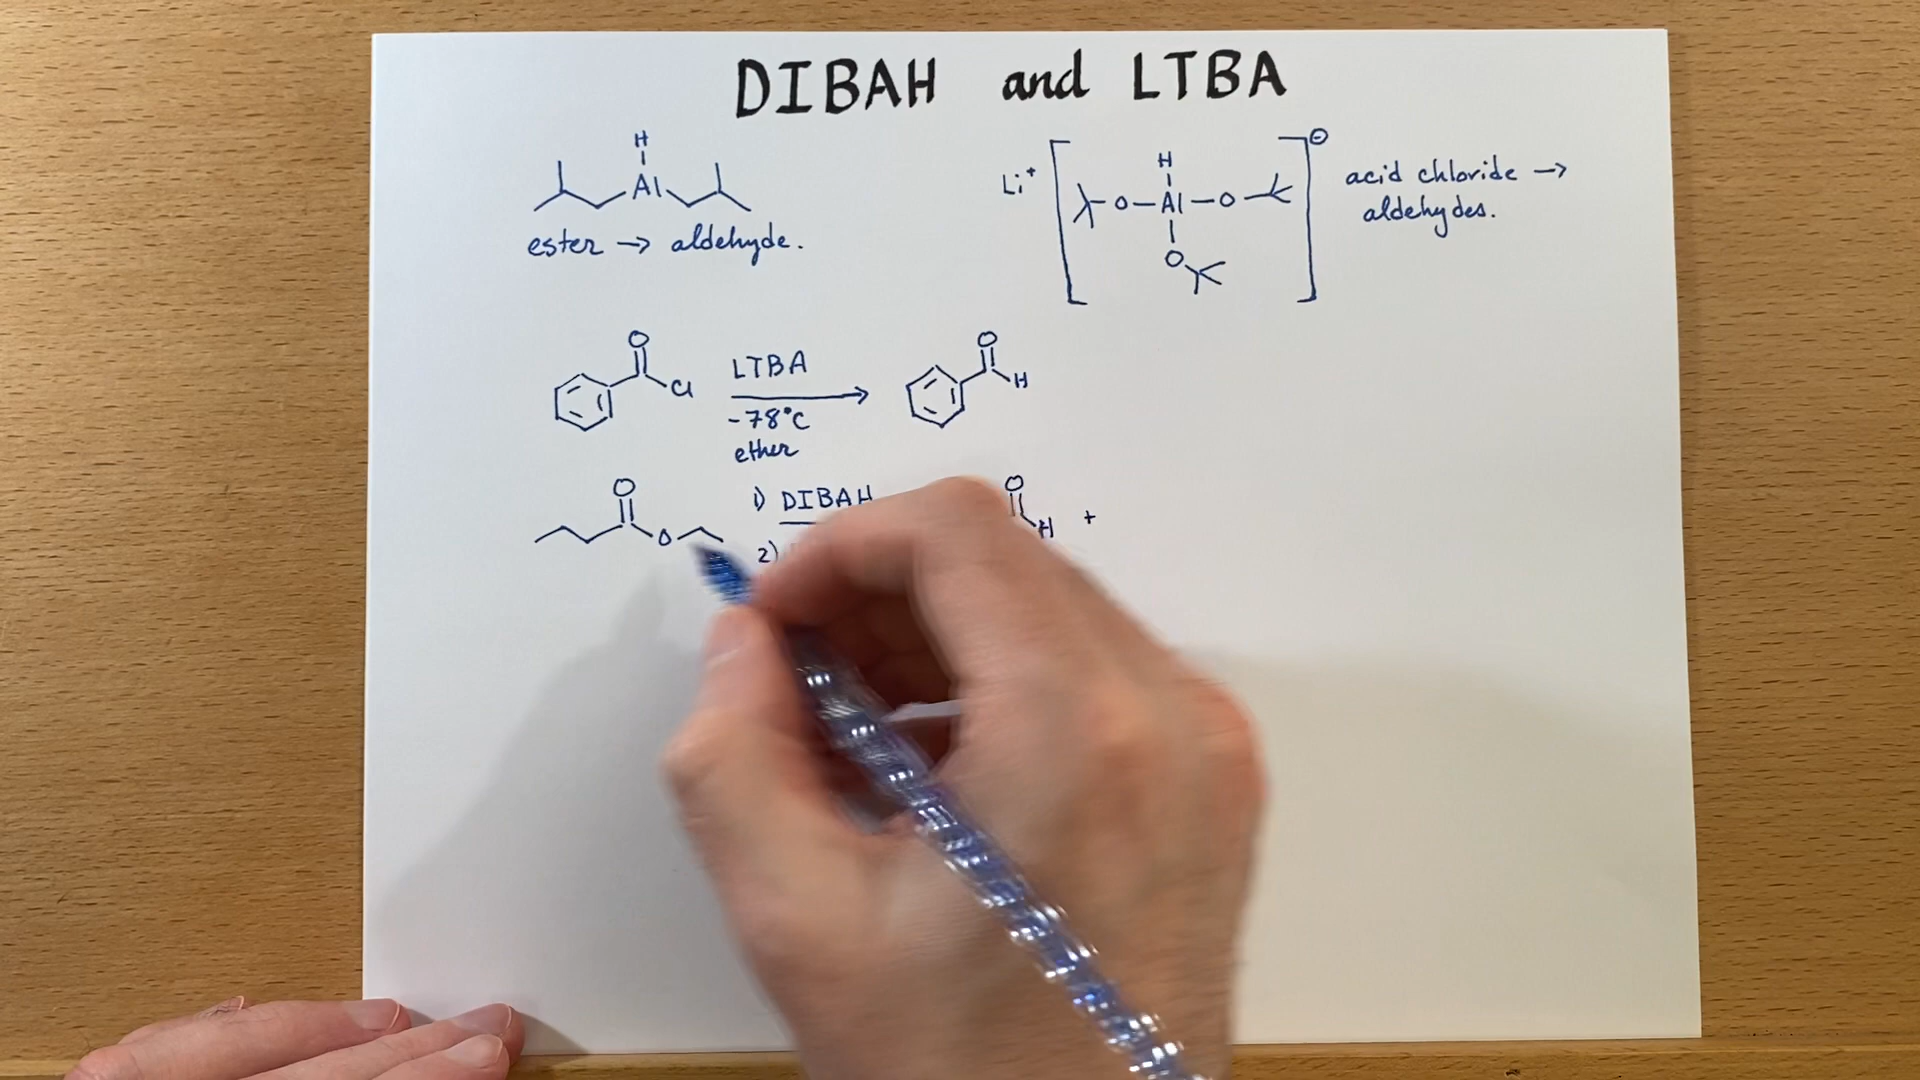 DIBAH and LTBA
H
Al
ester → aldehyde.
Li⁺
H
O-Al-O
O
⊖
acid chloride →
aldehydes.
O
Cl
LTBA
-78°C
ether
O
H
O
O
1) DIBAH
2)
O
H +